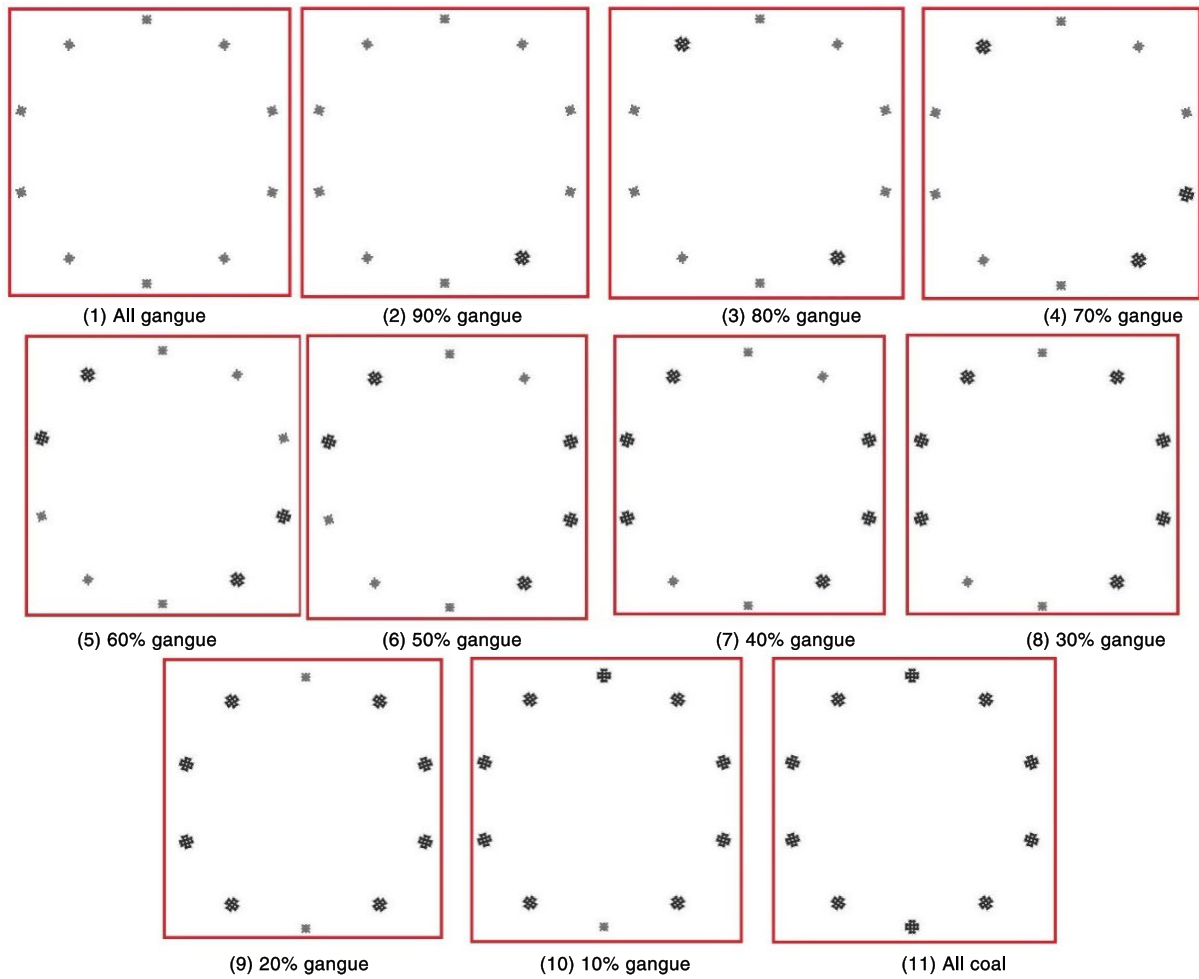 (1) All gangue
(2) 90% gangue
(3) 80% gangue
(4) 70% gangue
(5) 60% gangue
(6) 50% gangue
(7) 40% gangue
(8) 30% gangue
(9) 20% gangue
(10) 10% gangue
(11) All coal